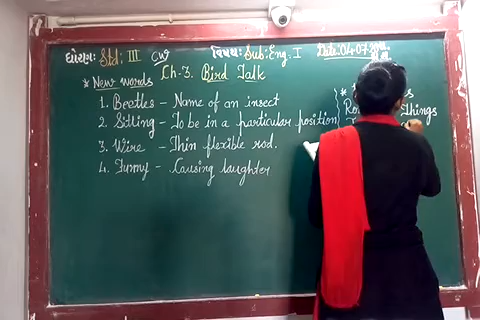 ધોરણ: Std: III CW વિષય: Sub: Eng. I Date: 04.07.
Ch-3. Bird Talk
* New words
1. Beetles – Name of an insect
2. Sitting – To be in a particular position
3. Wire – Thin flexible rod.
4. Funny – Causing laughter
*
Things